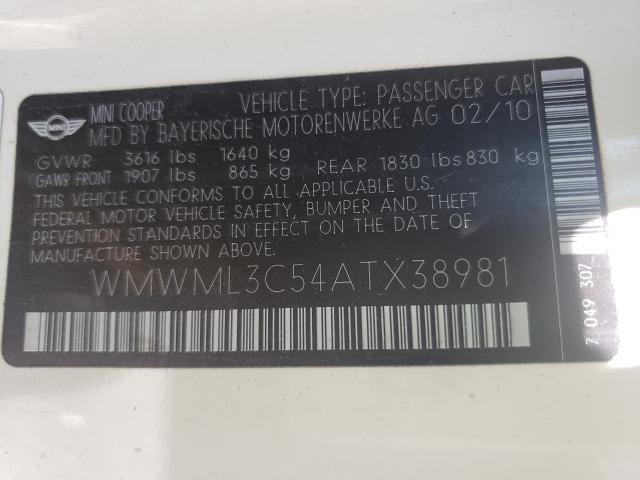 MINI
MINI COOPER VEHICLE TYPE: PASSENGER CAR
MFD BY BAYERISCHE MOTORENWERKE AG 02/10
GVWR 3616 lbs 1640 kg
GAWR FRONT 1907 lbs 865 kg REAR 1830 lbs 830 kg
THIS VEHICLE CONFORMS TO ALL APPLICABLE U.S.
FEDERAL MOTOR VEHICLE SAFETY, BUMPER AND THEFT
PREVENTION STANDARDS IN EFFECT ON THE DATE OF
MANUFACTURE SHOWN ABOVE.
WMWML3C54ATX38981
7 049 307